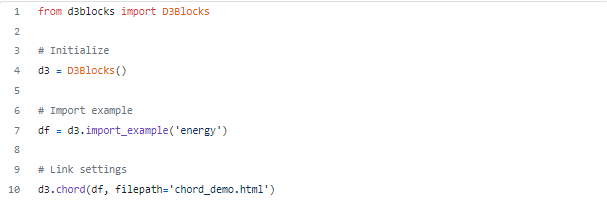 1 from d3blocks import D3Blocks
2
3 # Initialize
4 d3 = D3Blocks()
5
6 # Import example
7 df = d3.import_example('energy')
8
9 # Link settings
10 d3.chord(df, filepath='chord_demo.html')